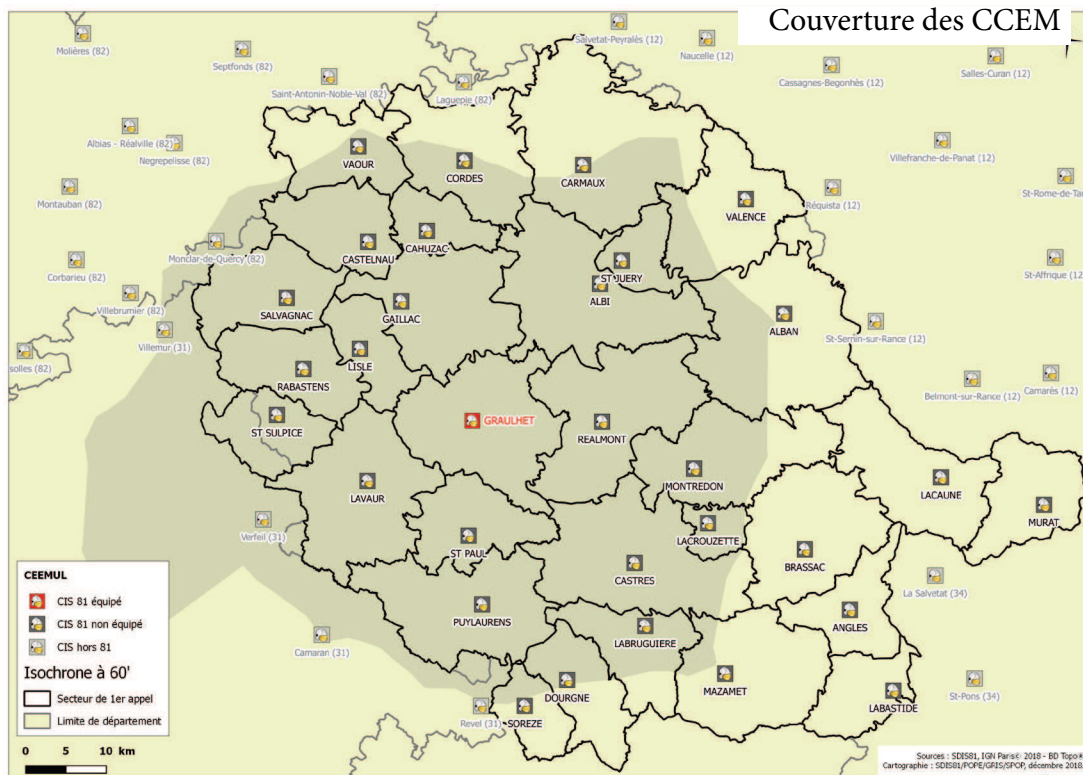 Couverture des CCEM
Molières (82)
Septfonds (82)
Salvetat-Peyralès (12)
Naucelle (12)
Cassagnes-Begonhès (12)
Salles-Curan (12)
Saint-Antonin-Noble-Val (82)
Laguepie (82)
Albias - Réalville (82)
Negrepelisse (82)
VAOUR
CORDES
CARMAUX
Villefranche-de-Panat (12)
Montauban (82)
VALENCE
Réquista (12)
St-Rome-de-Ta
Monclar-de-Quercy (82)
CASTELNAU
CAHUZAC
ST JUERY
Corbarieu (82)
St-Affrique (12
Villebrumier (82)
SALVAGNAC
GAILLAC
ALBI
ALBAN
Villemur (31)
St-Sernin-sur-Rance (12)
solles (82)
LISLE
RABASTENS
Belmont-sur-Rance (12)
Camarès (12)
ST SULPICE
GRAULHET
REALMONT
LAVAUR
MONTREDON
LACAUNE
MURAT
Verfeil (31)
ST PAUL
LACROUZETTE
CASTRES
BRASSAC
La Salvetat (34)
PUYLAURENS
LABRUGUIERE
ANGLES
Camaran (31)
DOURGNE
MAZAMET
LABASTIDE
St-Pons (34)
Revel (31)
SOREZE
CEEMUL
CIS 81 équipé
CIS 81 non équipé
CIS hors 81
Isochrone à 60'
Secteur de 1er appel
Limite de département
0 5 10 km
Sources : SDIS81, IGN Paris© 2018 - BD Topo®
Cartographie : SDIS81/POPE/GRIS/SPOP, décembre 2018.